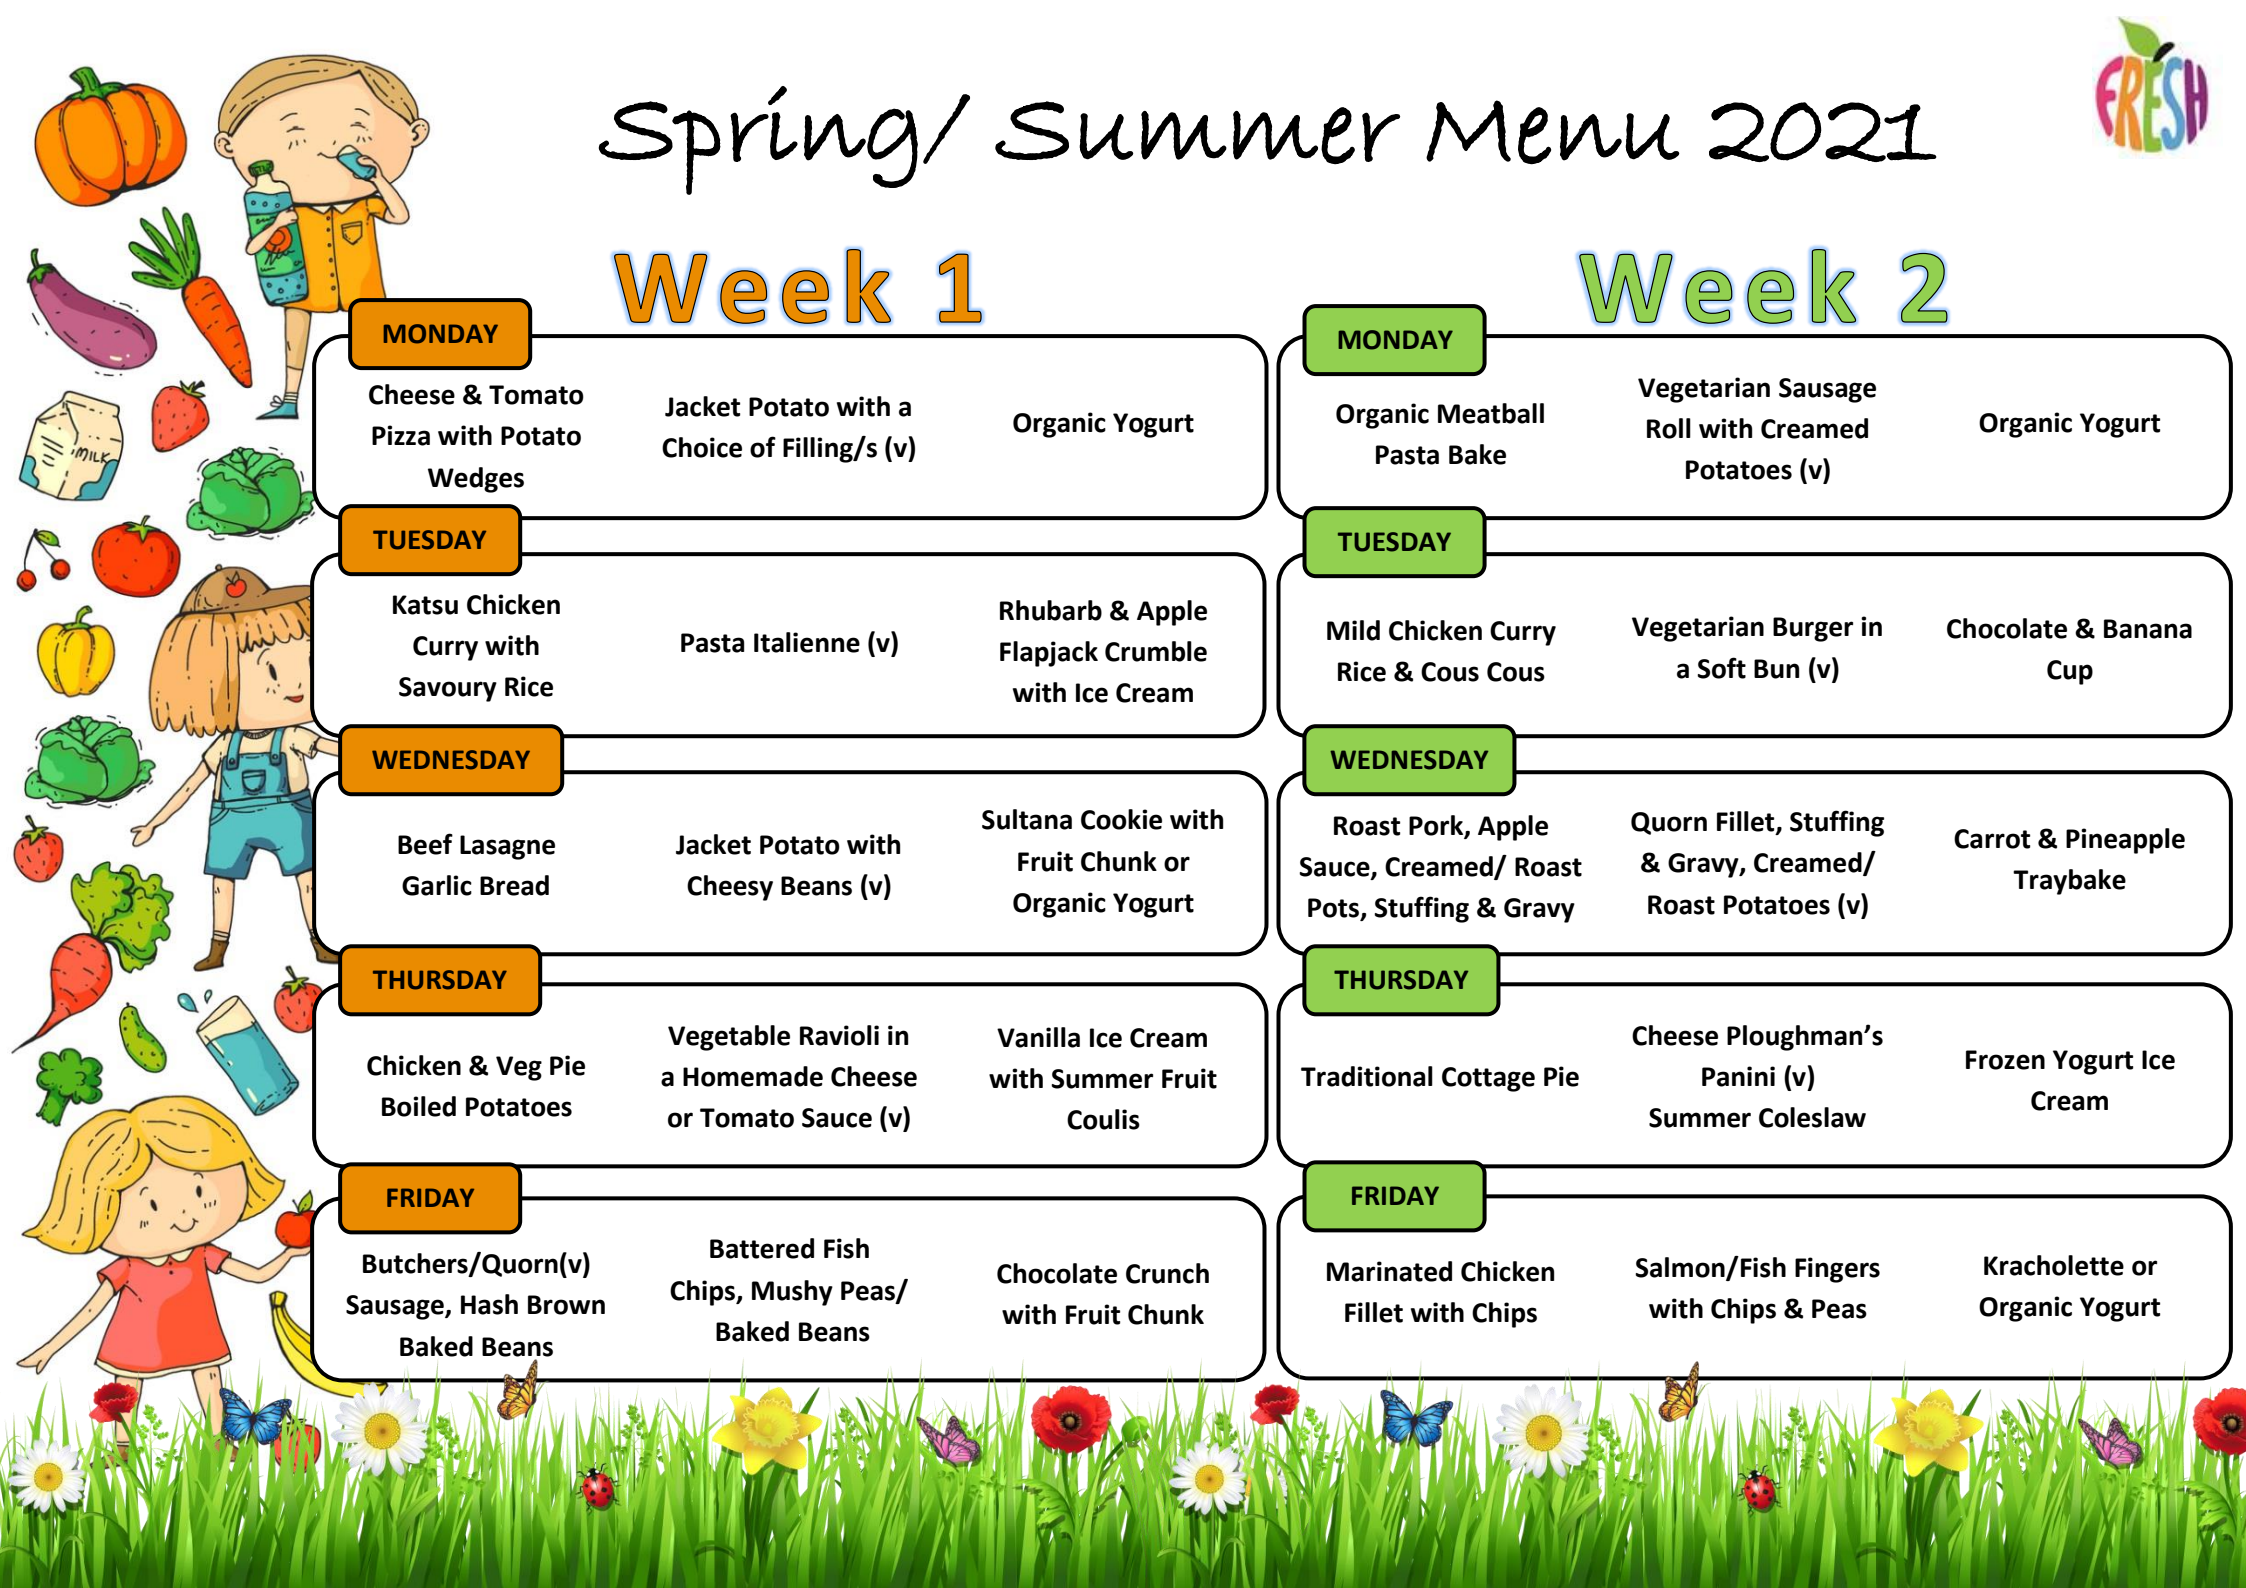 FRESH
Spring/ Summer Menu 2021
Week 1
MONDAY
Cheese & Tomato
Pizza with Potato
Wedges
Jacket Potato with a
Choice of Filling/s (v)
Organic Yogurt
TUESDAY
Katsu Chicken
Curry with
Savoury Rice
Pasta Italienne (v)
Rhubarb & Apple
Flapjack Crumble
with Ice Cream
WEDNESDAY
Beef Lasagne
Garlic Bread
Jacket Potato with
Cheesy Beans (v)
Sultana Cookie with
Fruit Chunk or
Organic Yogurt
THURSDAY
Chicken & Veg Pie
Boiled Potatoes
Vegetable Ravioli in
a Homemade Cheese
or Tomato Sauce (v)
Vanilla Ice Cream
with Summer Fruit
Coulis
FRIDAY
Butchers/Quorn(v)
Sausage, Hash Brown
Baked Beans
Battered Fish
Chips, Mushy Peas/
Baked Beans
Chocolate Crunch
with Fruit Chunk
Week 2
MONDAY
Organic Meatball
Pasta Bake
Vegetarian Sausage
Roll with Creamed
Potatoes (v)
Organic Yogurt
TUESDAY
Mild Chicken Curry
Rice & Cous Cous
Vegetarian Burger in
a Soft Bun (v)
Chocolate & Banana
Cup
WEDNESDAY
Roast Pork, Apple
Sauce, Creamed/ Roast
Pots, Stuffing & Gravy
Quorn Fillet, Stuffing
& Gravy, Creamed/
Roast Potatoes (v)
Carrot & Pineapple
Traybake
THURSDAY
Traditional Cottage Pie
Cheese Ploughman’s
Panini (v)
Summer Coleslaw
Frozen Yogurt Ice
Cream
FRIDAY
Marinated Chicken
Fillet with Chips
Salmon/Fish Fingers
with Chips & Peas
Kracholette or
Organic Yogurt
MILK